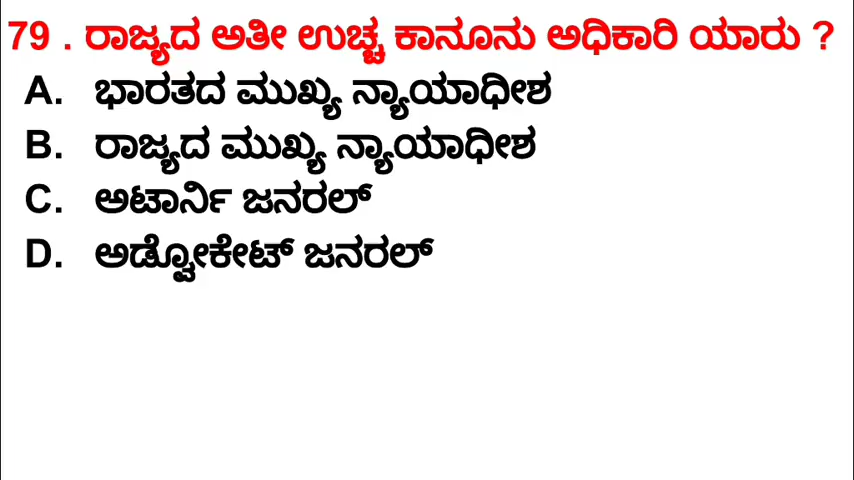 79 . ರಾಜ್ಯದ ಅತೀ ಉಚ್ಚ ಕಾನೂನು ಅಧಿಕಾರಿ ಯಾರು ?
A. ಭಾರತದ ಮುಖ್ಯ ನ್ಯಾಯಾಧೀಶ
B. ರಾಜ್ಯದ ಮುಖ್ಯ ನ್ಯಾಯಾಧೀಶ
C. ಅಟಾರ್ನಿ ಜನರಲ್
D. ಅಡ್ವೋಕೇಟ್ ಜನರಲ್